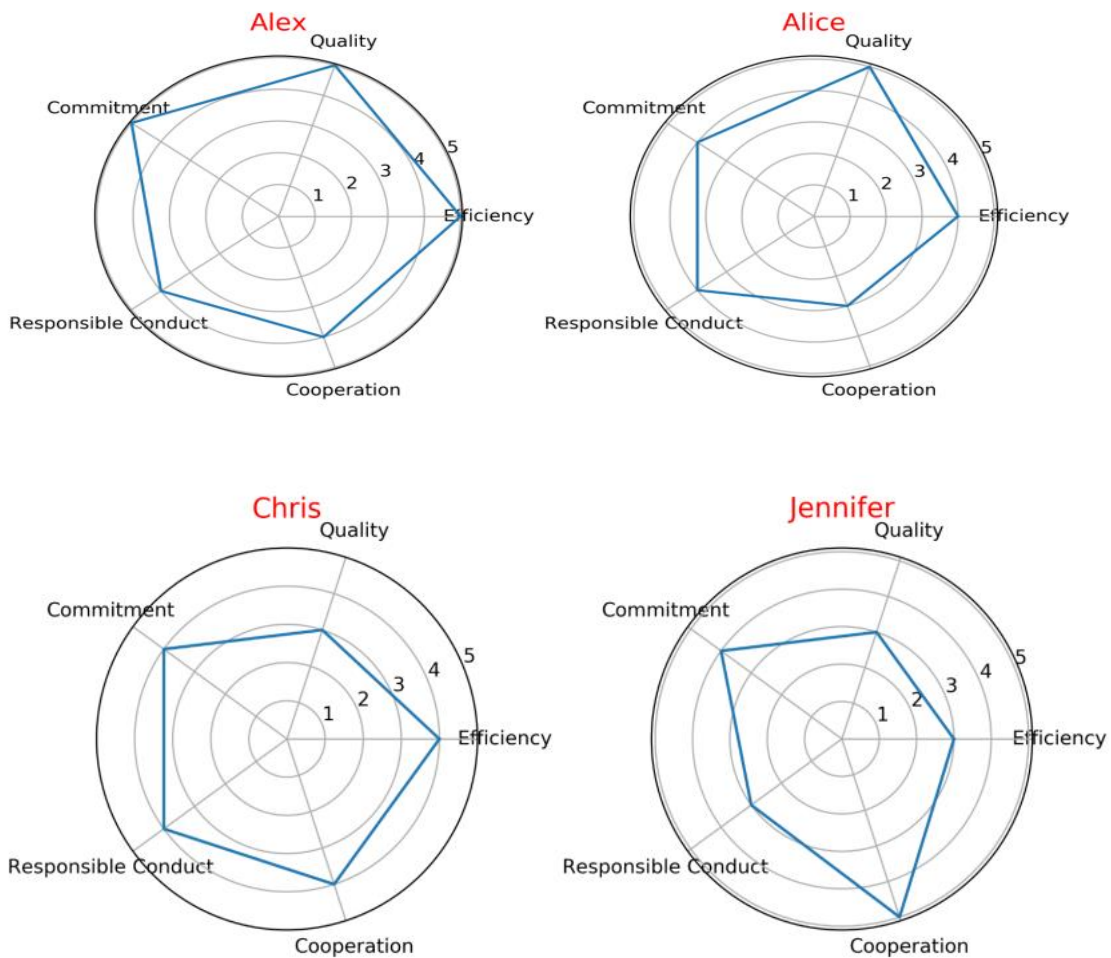 Alex
Quality
Commitment
5
4
3
2
1
Efficiency
Responsible Conduct
Cooperation
Alice
Quality
Commitment
5
4
3
2
1
Efficiency
Responsible Conduct
Cooperation
Chris
Quality
Commitment
5
4
3
2
1
Efficiency
Responsible Conduct
Cooperation
Jennifer
Quality
Commitment
5
4
3
2
1
Efficiency
Responsible Conduct
Cooperation